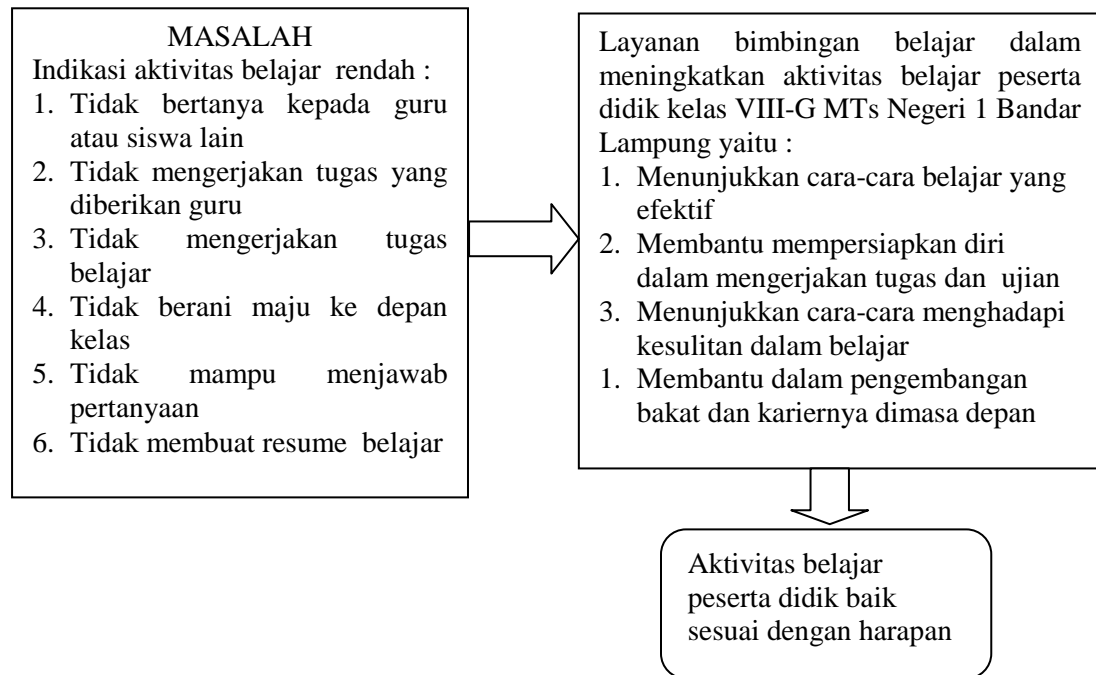 MASALAH
Indikasi aktivitas belajar rendah :
1. Tidak bertanya kepada guru
atau siswa lain
2. Tidak mengerjakan tugas yang
diberikan guru
3. Tidak mengerjakan tugas
belajar
4. Tidak berani maju ke depan
kelas
5. Tidak mampu menjawab
pertanyaan
6. Tidak membuat resume belajar
Layanan bimbingan belajar dalam
meningkatkan aktivitas belajar peserta
didik kelas VIII-G MTs Negeri 1 Bandar
Lampung yaitu :
1. Menunjukkan cara-cara belajar yang
efektif
2. Membantu mempersiapkan diri
dalam mengerjakan tugas dan ujian
3. Menunjukkan cara-cara menghadapi
kesulitan dalam belajar
1. Membantu dalam pengembangan
bakat dan kariernya dimasa depan
Aktivitas belajar
peserta didik baik
sesuai dengan harapan